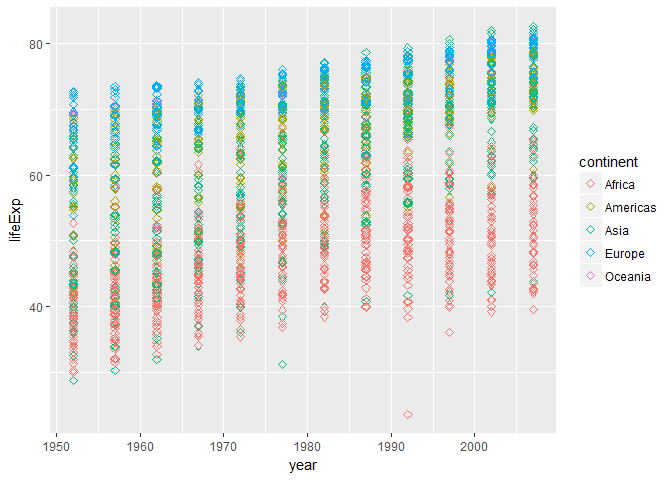 80
60
40
lifeExp
1950
1960
1970
1980
1990
2000
year
continent
Africa
Americas
Asia
Europe
Oceania